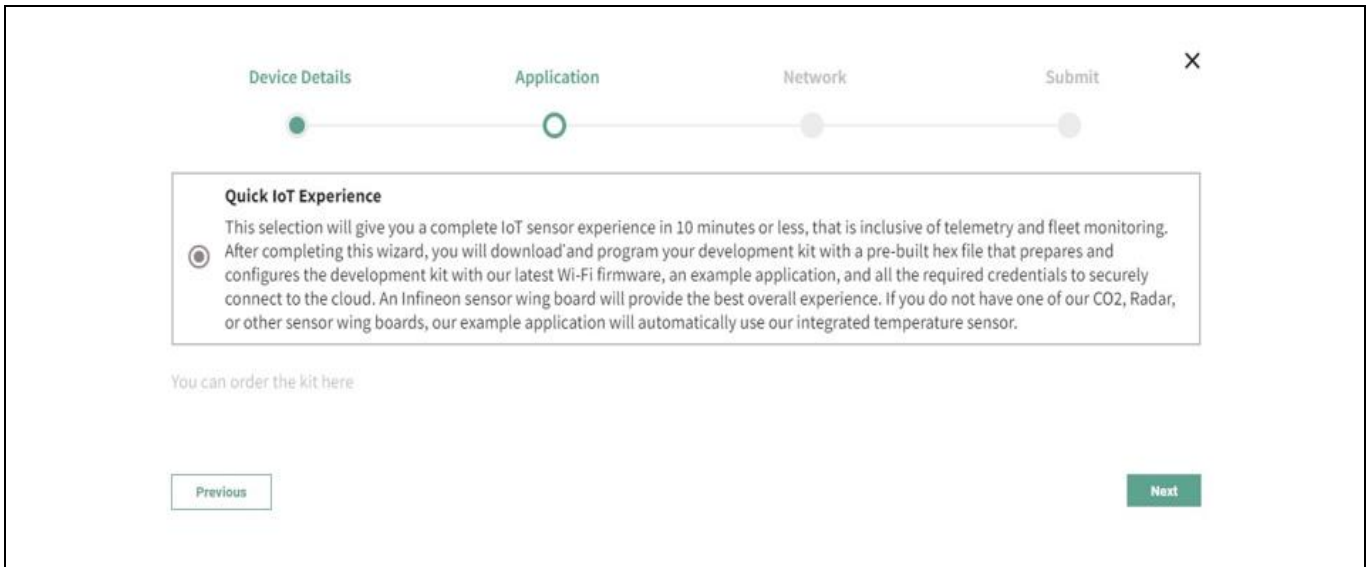 Device Details Application Network Submit X
Quick IoT Experience
This selection will give you a complete IoT sensor experience in 10 minutes or less, that is inclusive of telemetry and fleet monitoring.
After completing this wizard, you will download and program your development kit with a pre-built hex file that prepares and
configures the development kit with our latest Wi-Fi firmware, an example application, and all the required credentials to securely
connect to the cloud. An Infineon sensor wing board will provide the best overall experience. If you do not have one of our CO2, Radar,
or other sensor wing boards, our example application will automatically use our integrated temperature sensor.
You can order the kit here
Previous Next